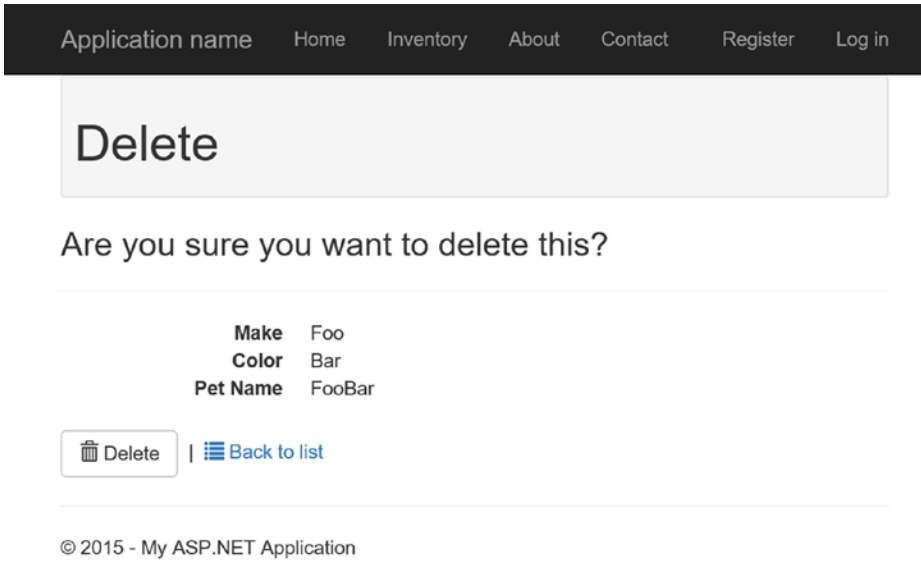 Application name Home Inventory About Contact Register Log in
Delete
Are you sure you want to delete this?
Make Foo
Color Bar
Pet Name FooBar
Delete | Back to list
© 2015 - My ASP.NET Application